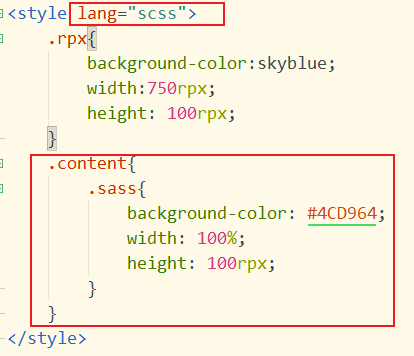 <style lang="scss">
.rpx{
background-color:skyblue;
width:750rpx;
height: 100rpx;
}
.content{
.sass{
background-color: #4CD964;
width: 100%;
height: 100rpx;
}
}
</style>